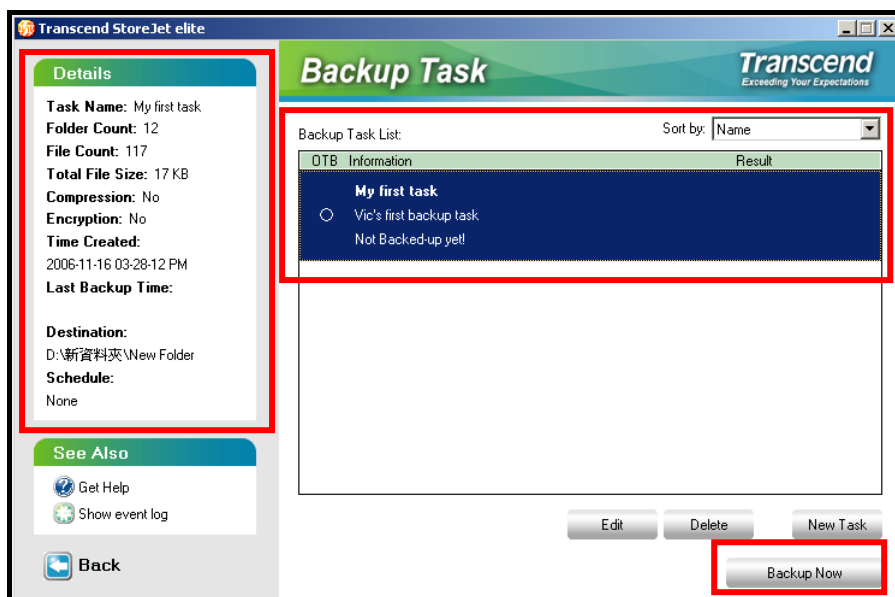 Transcend StoreJet elite
Details
Task Name: My first task
Folder Count: 12
File Count: 117
Total File Size: 17 KB
Compression: No
Encryption: No
Time Created:
2006-11-16 03-28-12 PM
Last Backup Time:
Destination:
D:\新資料夾\New Folder
Schedule:
None
See Also
Get Help
Show event log
Back
Backup Task
Transcend
Exceeding Your Expectations
Backup Task List:
Sort by: Name
OTB Information Result
My first task
Vic's first backup task
Not Backed-up yet!
Edit Delete New Task
Backup Now